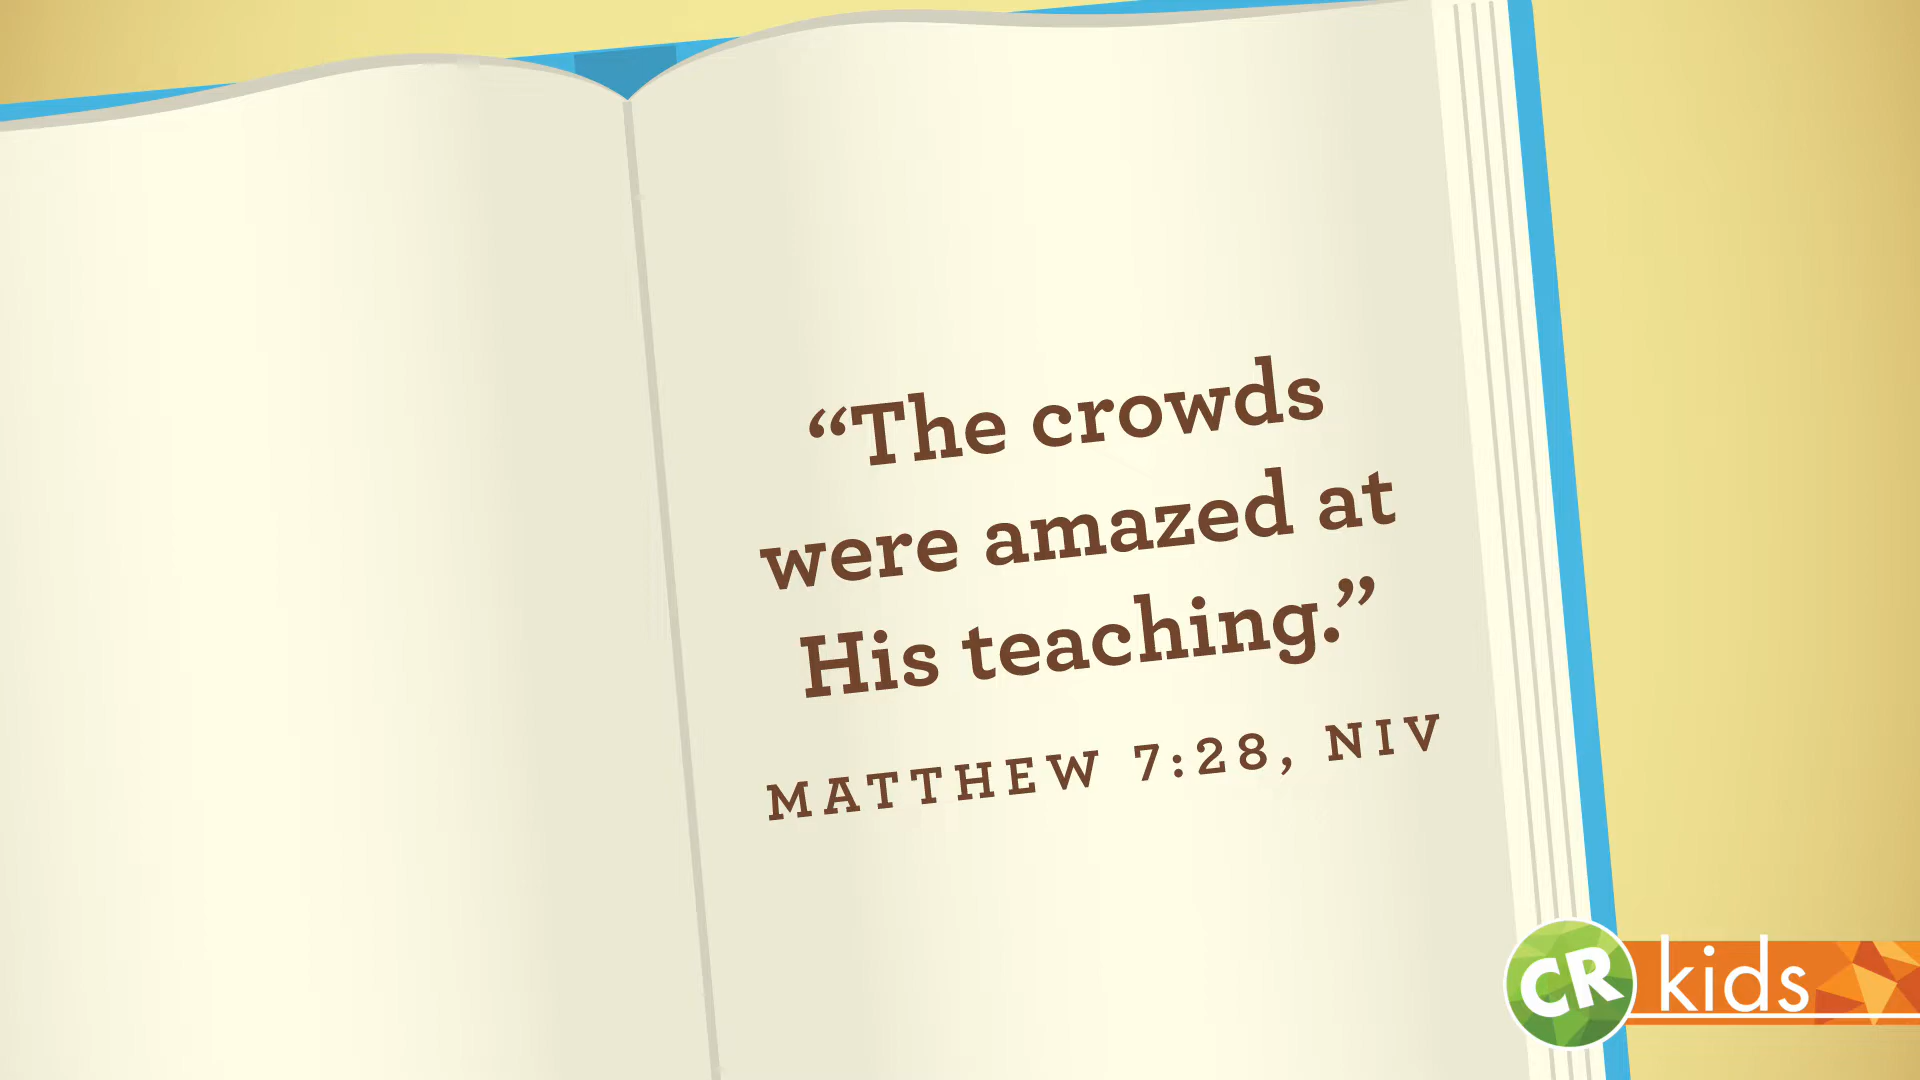 “The crowds
were amazed at
His teaching.”
MATTHEW 7:28, NIV
CR kids